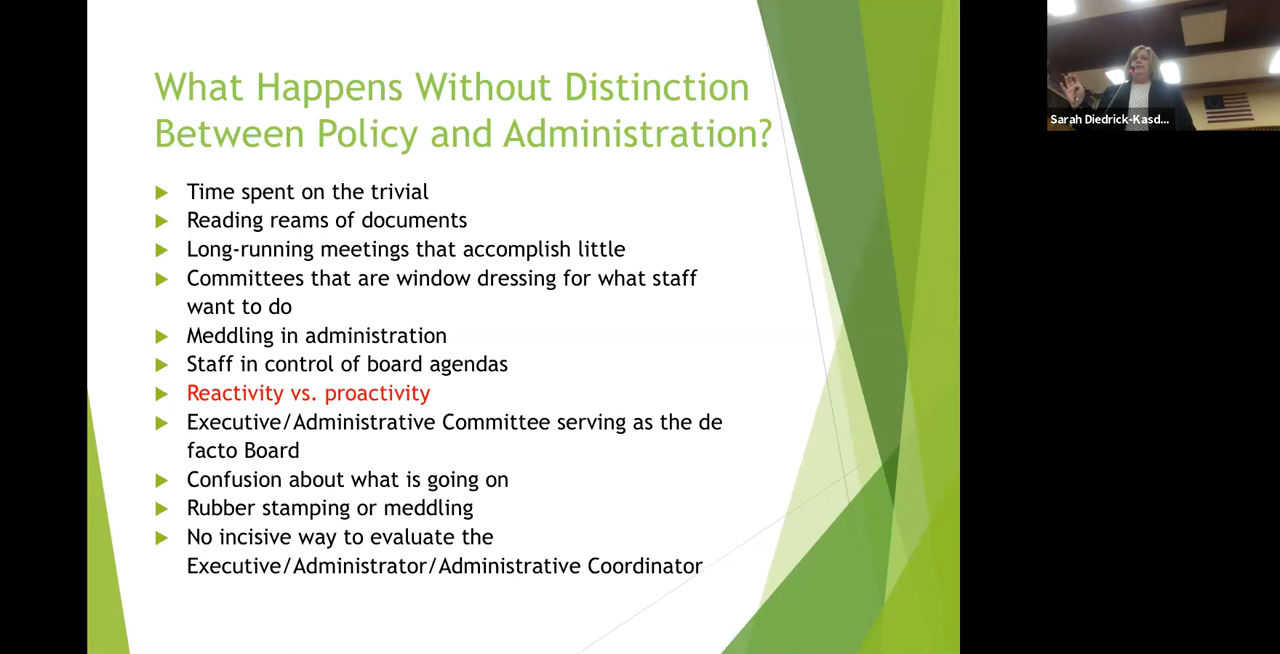 What Happens Without Distinction
Between Policy and Administration?
Time spent on the trivial
Reading reams of documents
Long-running meetings that accomplish little
Committees that are window dressing for what staff
want to do
Meddling in administration
Staff in control of board agendas
Reactivity vs. proactivity
Executive/Administrative Committee serving as the de
facto Board
Confusion about what is going on
Rubber stamping or meddling
No incisive way to evaluate the
Executive/Administrator/Administrative Coordinator
Sarah Diedrick-Kasd...